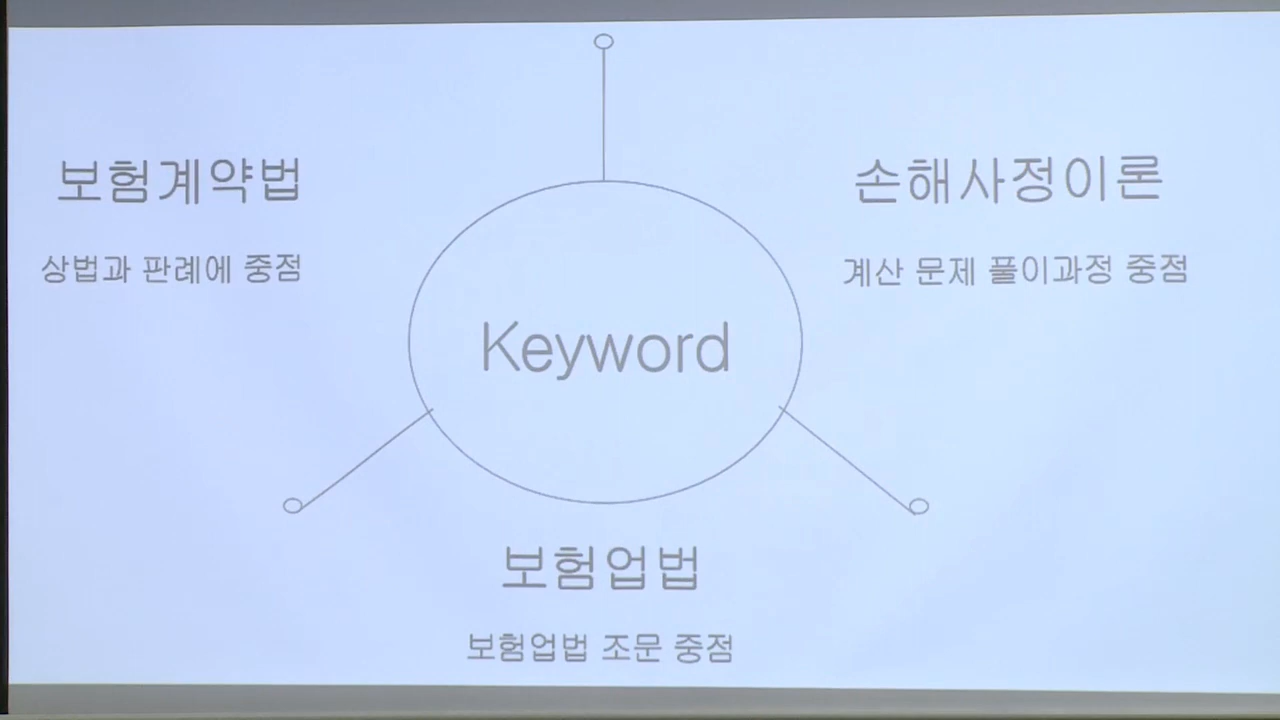 보험계약법
상법과 판례에 중점
손해사정이론
계산 문제 풀이과정 중점
Keyword
보험업법
보험업법 조문 중점